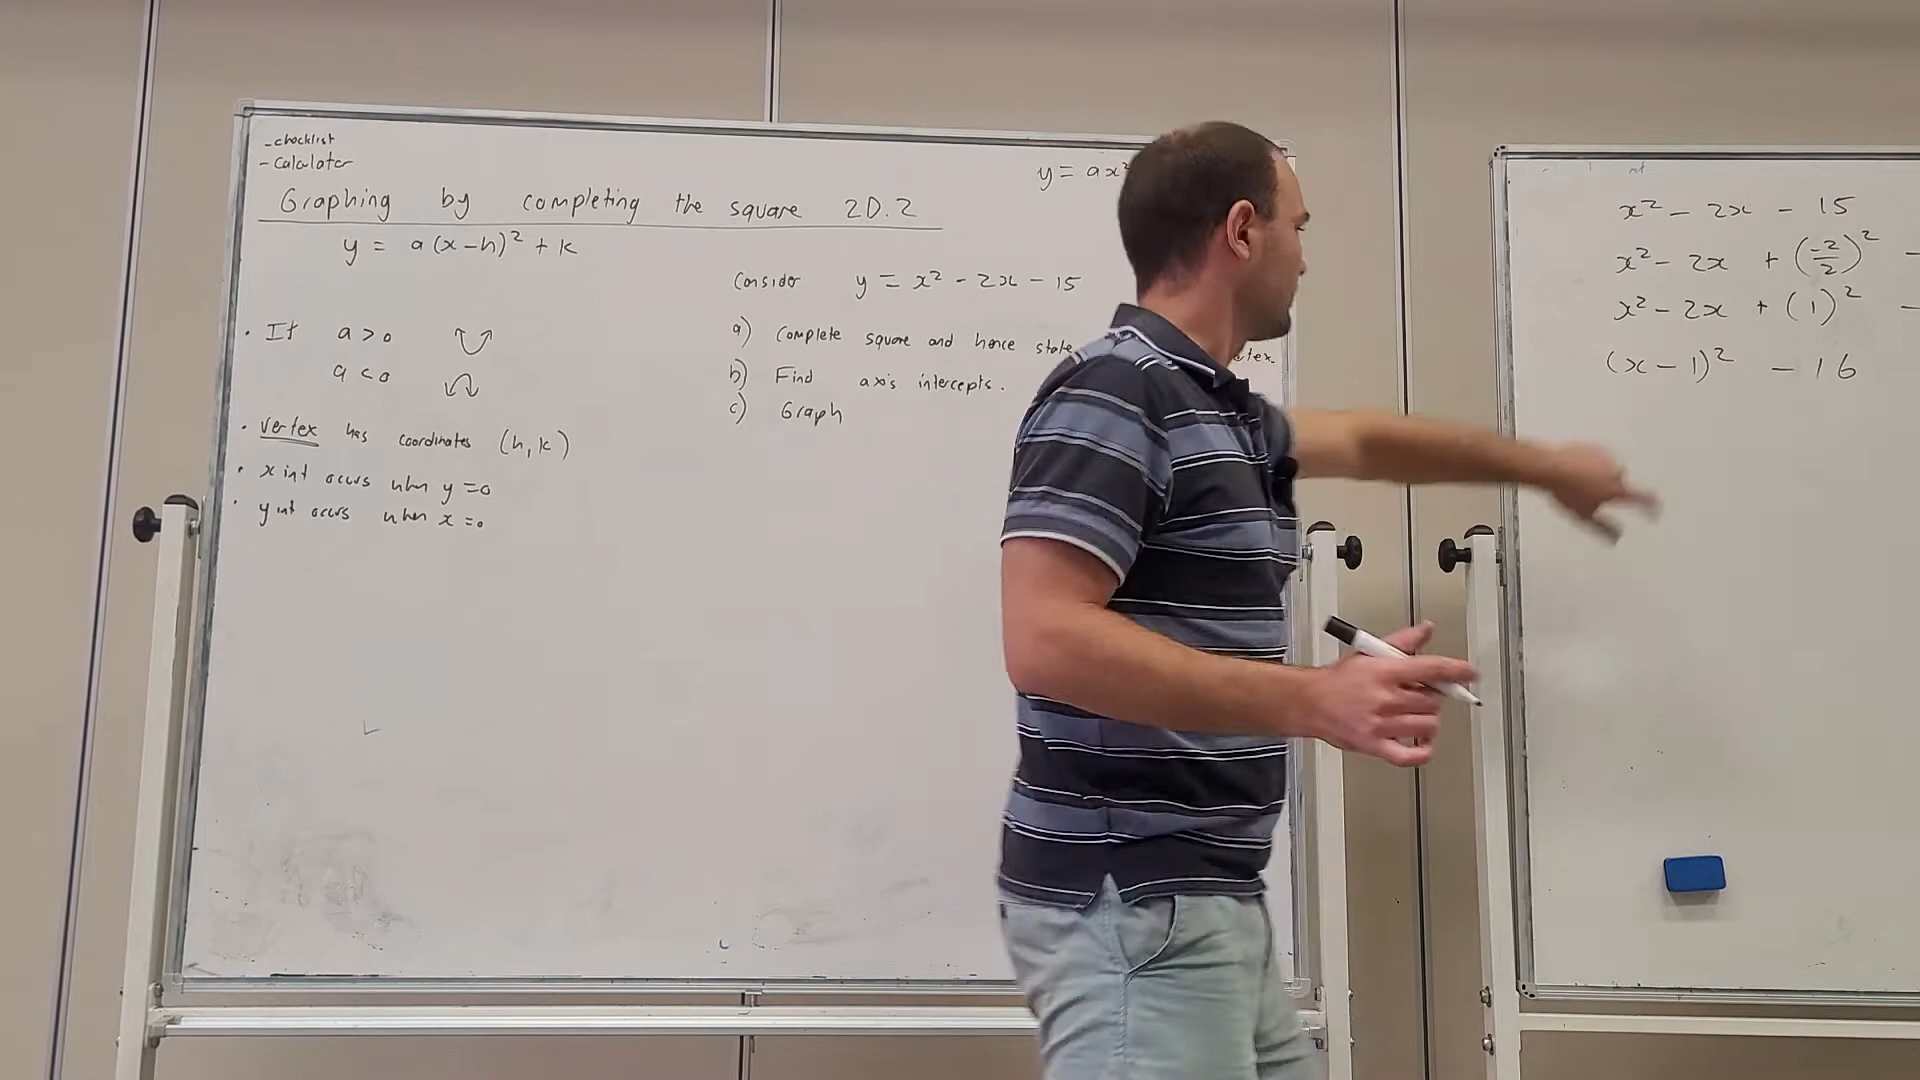 - checklist
- Calculator
Graphing by completing the square 2D.2
y = a(x-h)² + k
• If a > 0
a < 0
• vertex has coordinates (h, k)
• x int occurs when y = 0
• y int occurs when x = 0
y = ax²
Consider y = x² - 2x - 15
a) Complete square and hence state
b) Find axis intercepts.
c) Graph
x² - 2x - 15
x² - 2x + (-2/2)² -
x² - 2x + (1)² -
(x - 1)² - 16